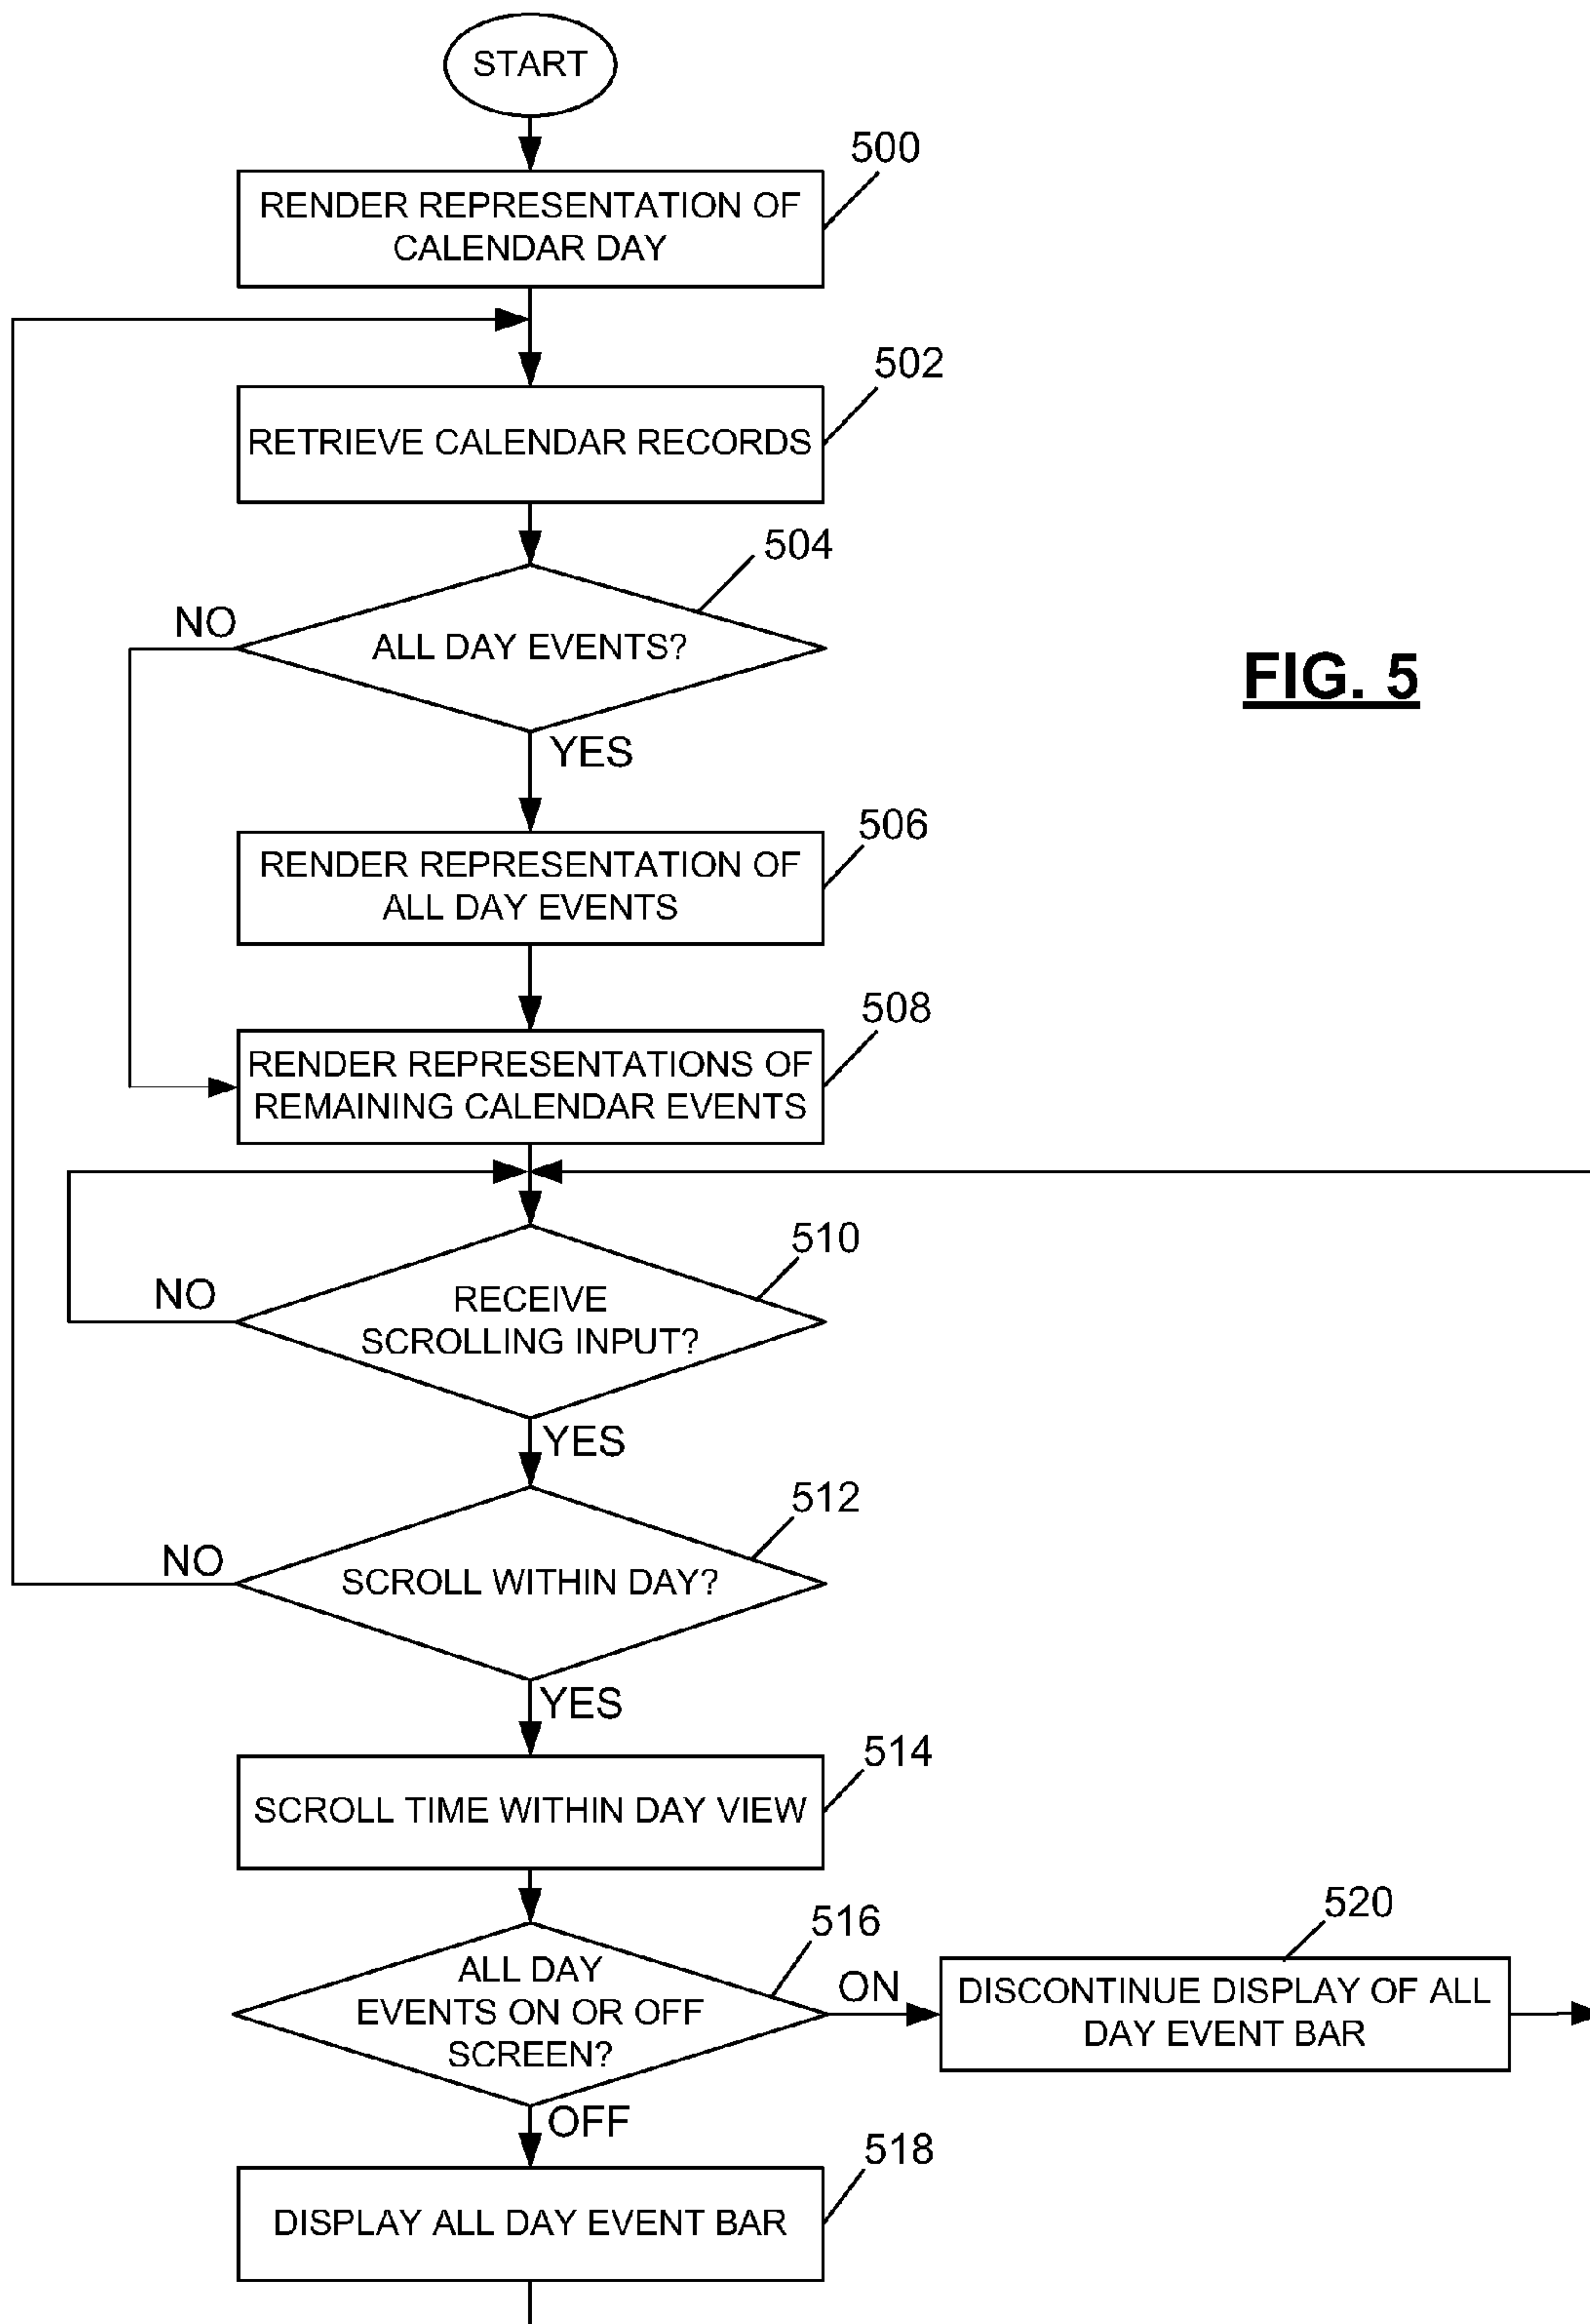 START
500
RENDER REPRESENTATION OF
CALENDAR DAY
502
RETRIEVE CALENDAR RECORDS
504
NO
ALL DAY EVENTS?
FIG. 5
YES
506
RENDER REPRESENTATION OF
ALL DAY EVENTS
508
RENDER REPRESENTATIONS OF
REMAINING CALENDAR EVENTS
510
NO
RECEIVE
SCROLLING INPUT?
YES
512
NO
SCROLL WITHIN DAY?
YES
514
SCROLL TIME WITHIN DAY VIEW
516
ALL DAY
EVENTS ON OR OFF
SCREEN?
ON
520
DISCONTINUE DISPLAY OF ALL
DAY EVENT BAR
OFF
518
DISPLAY ALL DAY EVENT BAR